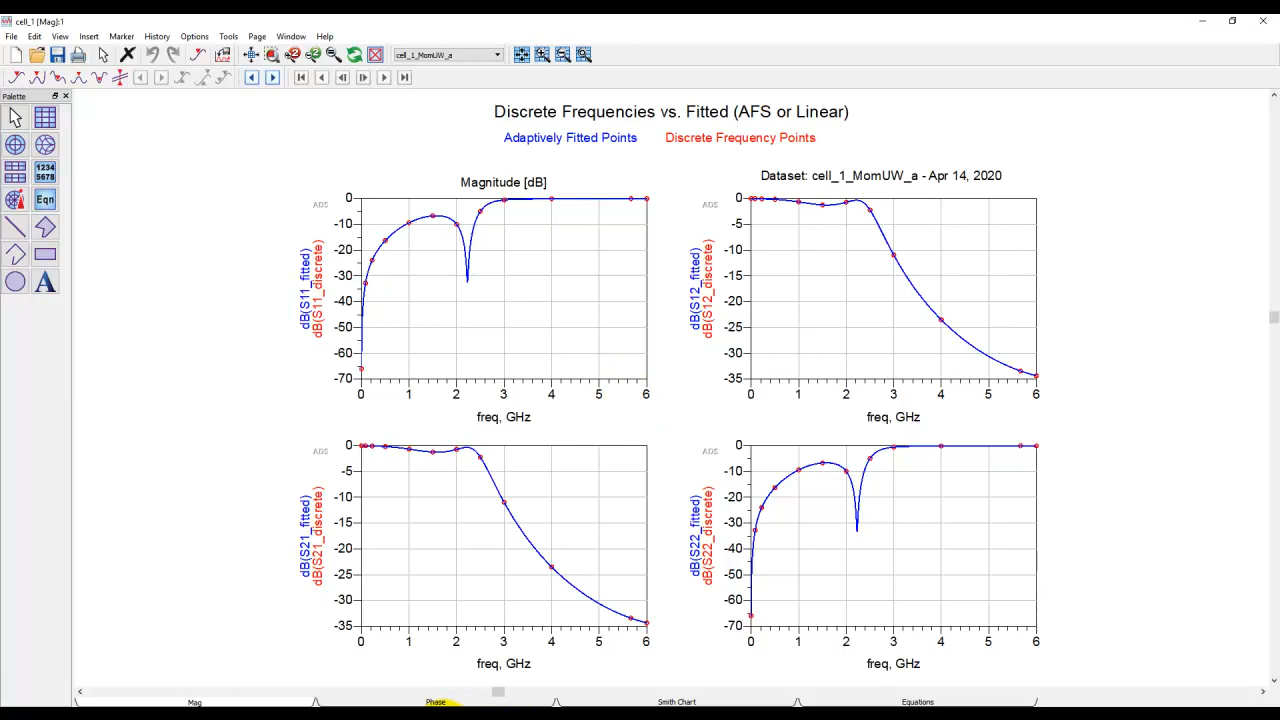 cell_1 [Mag]:1
File Edit View Insert Marker History Options Tools Page Window Help
cell_1_MomUW_a
Palette
1234
5678
Eqn
A
Discrete Frequencies vs. Fitted (AFS or Linear)
Adaptively Fitted Points Discrete Frequency Points
Magnitude [dB]
ADS
0
-10
-20
-30
-40
-50
-60
-70
dB(S11_fitted)
dB(S11_discrete)
0 1 2 3 4 5 6
freq, GHz
Dataset: cell_1_MomUW_a - Apr 14, 2020
ADS
0
-5
-10
-15
-20
-25
-30
-35
dB(S12_fitted)
dB(S12_discrete)
0 1 2 3 4 5 6
freq, GHz
ADS
0
-5
-10
-15
-20
-25
-30
-35
dB(S21_fitted)
dB(S21_discrete)
0 1 2 3 4 5 6
freq, GHz
ADS
0
-10
-20
-30
-40
-50
-60
-70
dB(S22_fitted)
dB(S22_discrete)
0 1 2 3 4 5 6
freq, GHz
Mag Phase Smith Chart Equations